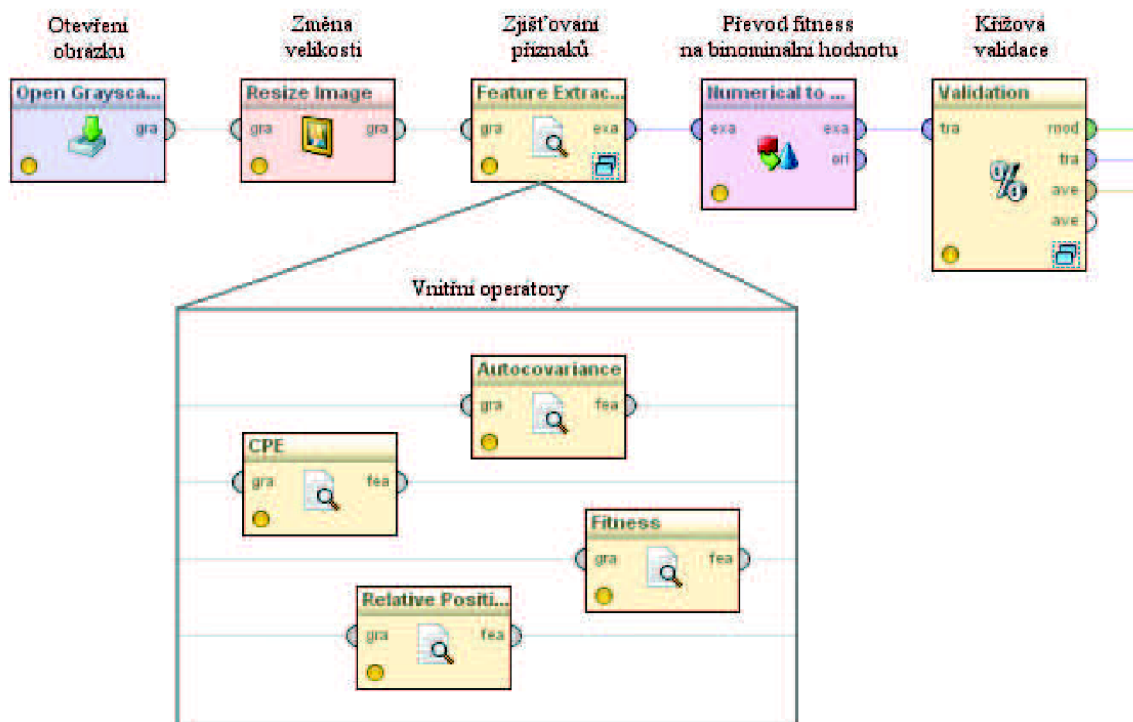 Otevření
obrázku
Změna
velikosti
Zjišťování
příznaků
Převod fitness
na binominální hodnotu
Křížová
validace
Open Graysca...
gra
Resize Image
gra gra
Feature Extrac...
gra exa
Numerical to ...
exa exa
ori
Validation
tra mod
tra
ave
ave
Vnitřní operátory
Autocovariance
gra fea
CPE
gra fea
Fitness
gra fea
Relative Positi...
gra fea